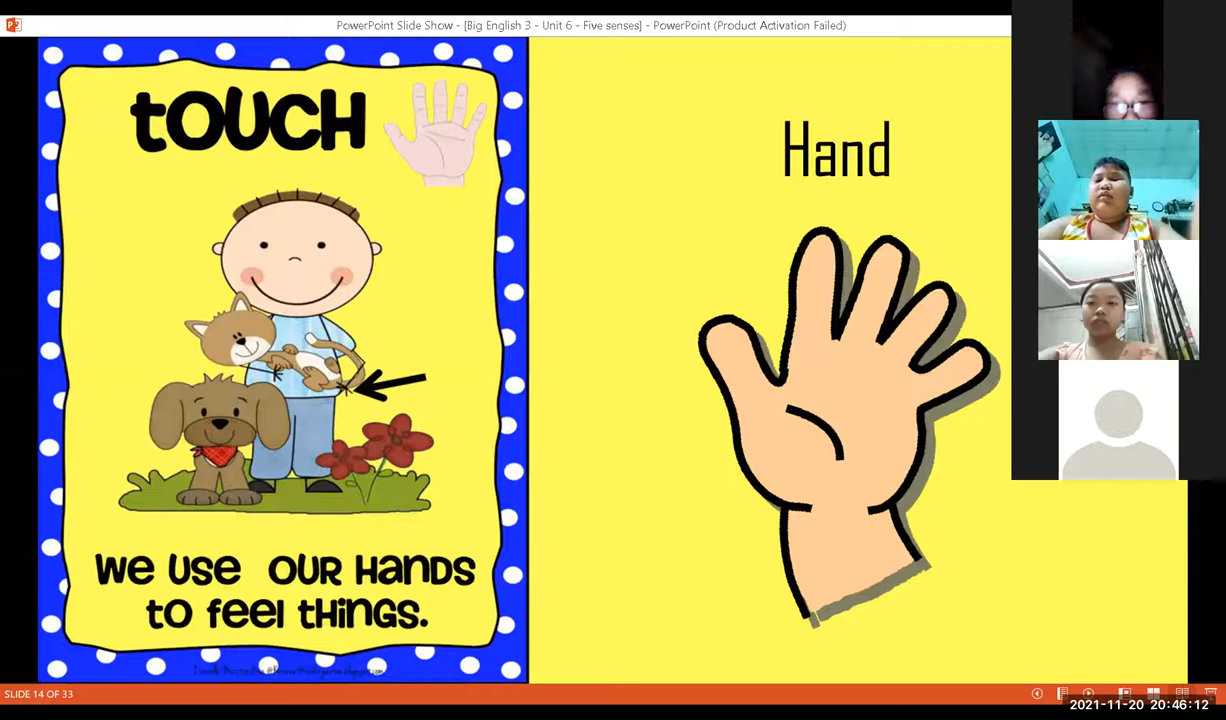 PowerPoint Slide Show - [Big English 3 - Unit 6 - Five senses] - PowerPoint (Product Activation Failed)
tOUCH
Hand
We Use OUR Hands
to feel things.
SLIDE 14 OF 33
2021-11-20 20:46:12